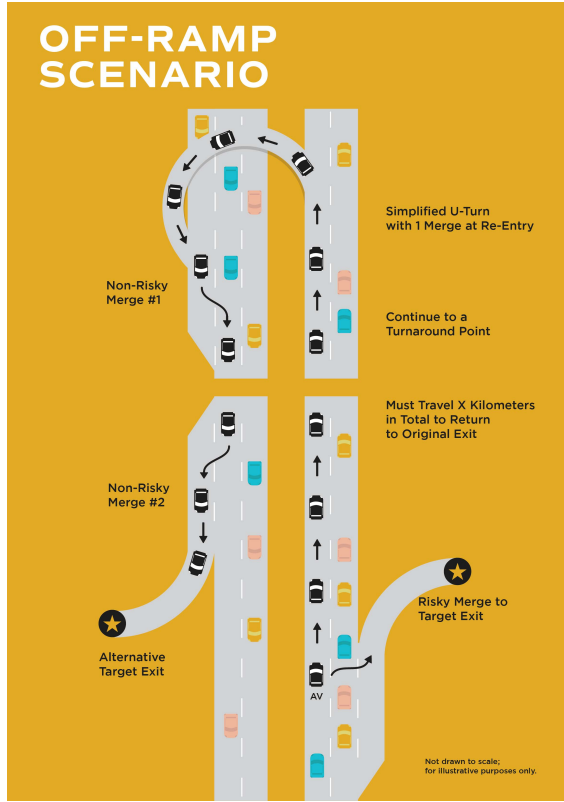 OFF-RAMP
SCENARIO
Simplified U-Turn
with 1 Merge at Re-Entry
Non-Risky
Merge #1
Continue to a
Turnaround Point
Must Travel X Kilometers
in Total to Return
to Original Exit
Non-Risky
Merge #2
Risky Merge to
Target Exit
Alternative
Target Exit
AV
Not drawn to scale;
for illustrative purposes only.